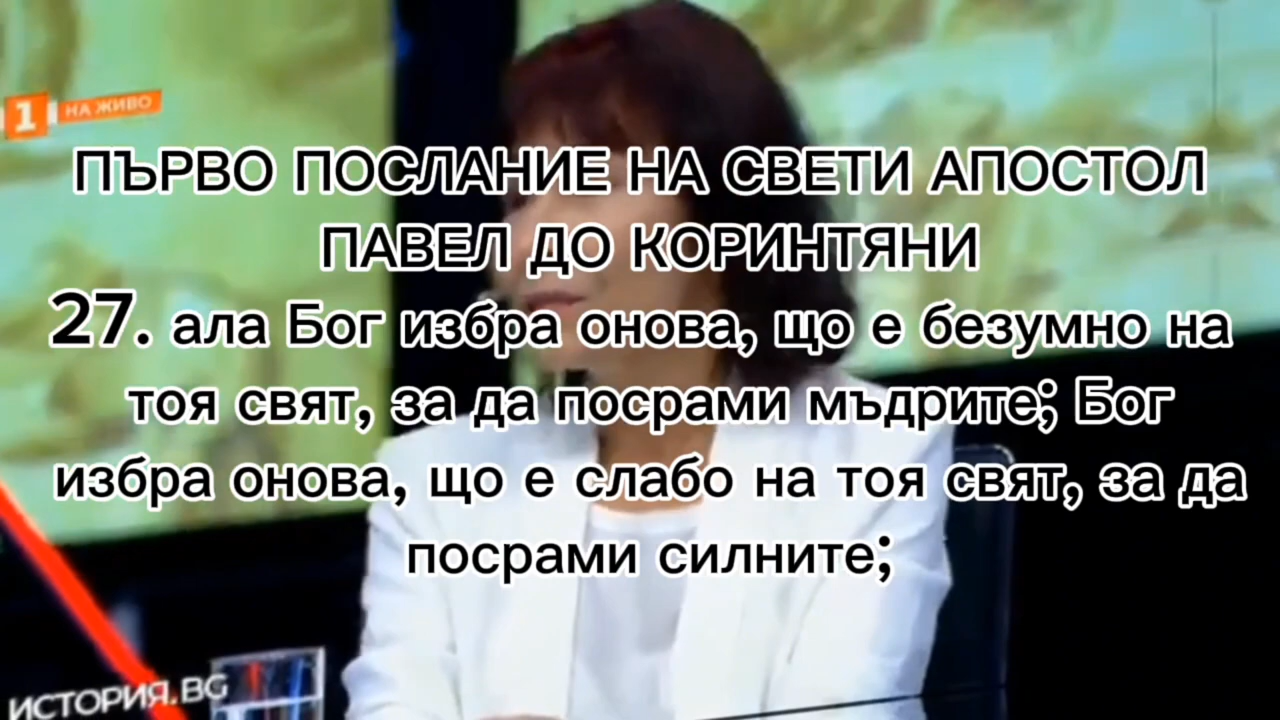 1 НА ЖИВО
ПЪРВО ПОСЛАНИЕ НА СВЕТИ АПОСТОЛ
ПАВЕЛ ДО КОРИНТЯНИ
27. ала Бог избра онова, що е безумно на
тоя свят, за да посрами мъдрите; Бог
избра онова, що е слабо на тоя свят, за да
посрами силните;
ИСТОРИЯ.BG